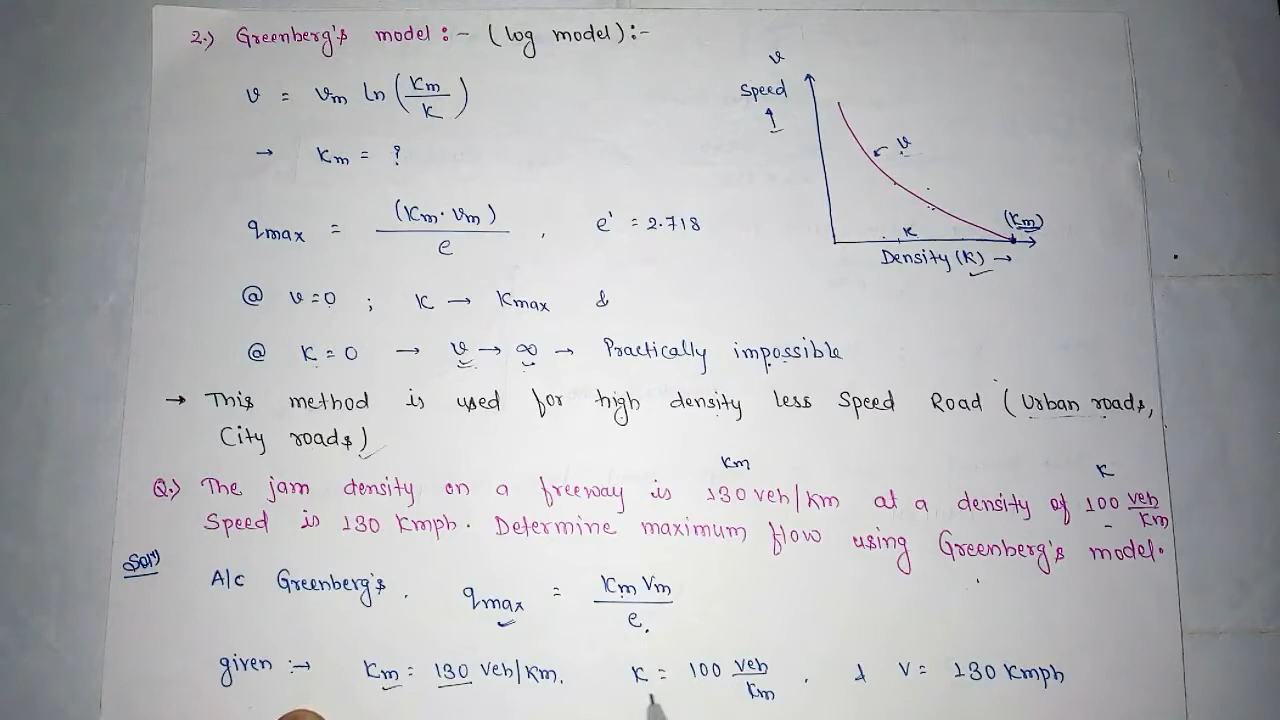 2.) Greenberg's model :- (log model) :-
v = vm ln (Km/K)
→ Km = ?
qmax = (Km·vm)/e , e' = 2.718
@ v=0 ; K → Kmax &
@ K=0 → v → ∞ → Practically impossible
v
Speed
↑
v
K
(Km)
Density (K) →
→ This method is used for high density less Speed Road (Urban roads,
City roads)
Km K
Q.) The jam density on a freeway is 130 veh/km at a density of 100 veh/Km
Speed is 130 Kmph. Determine maximum flow using Greenberg's model.
Sol^n)
A/c Greenberg's, qmax = Km Vm/e.
given :→ Km = 130 Veh/Km. K = 100 veh/Km , & V = 130 Kmph